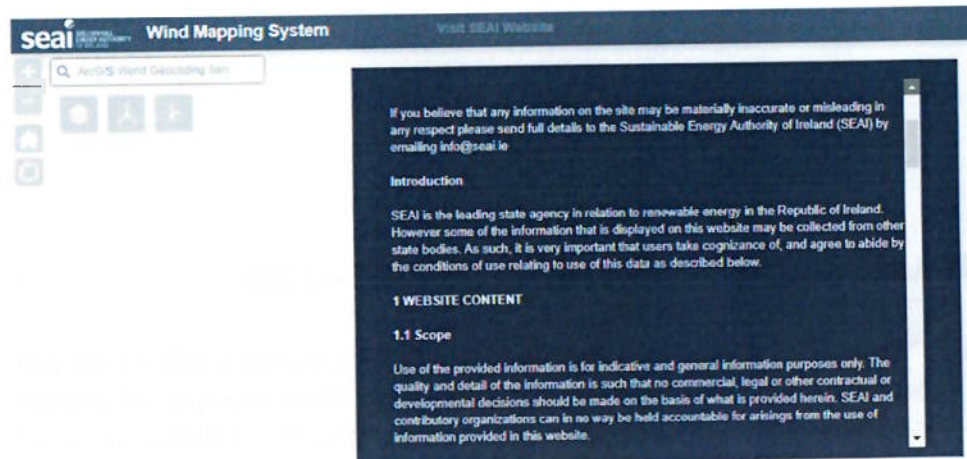 seai SUSTAINABLE ENERGY AUTHORITY OF IRELAND Wind Mapping System Visit SEAI Website
ArcGIS World Geocoding Serv
If you believe that any information on the site may be materially inaccurate or misleading in
any respect please send full details to the Sustainable Energy Authority of Ireland (SEAI) by
emailing info@seai.ie
Introduction
SEAI is the leading state agency in relation to renewable energy in the Republic of Ireland.
However some of the information that is displayed on this website may be collected from other
state bodies. As such, it is very important that users take cognizance of, and agree to abide by
the conditions of use relating to use of this data as described below.
1 WEBSITE CONTENT
1.1 Scope
Use of the provided information is for indicative and general information purposes only. The
quality and detail of the information is such that no commercial, legal or other contractual or
developmental decisions should be made on the basis of what is provided herein. SEAI and
contributory organizations can in no way be held accountable for arisings from the use of
information provided in this website.